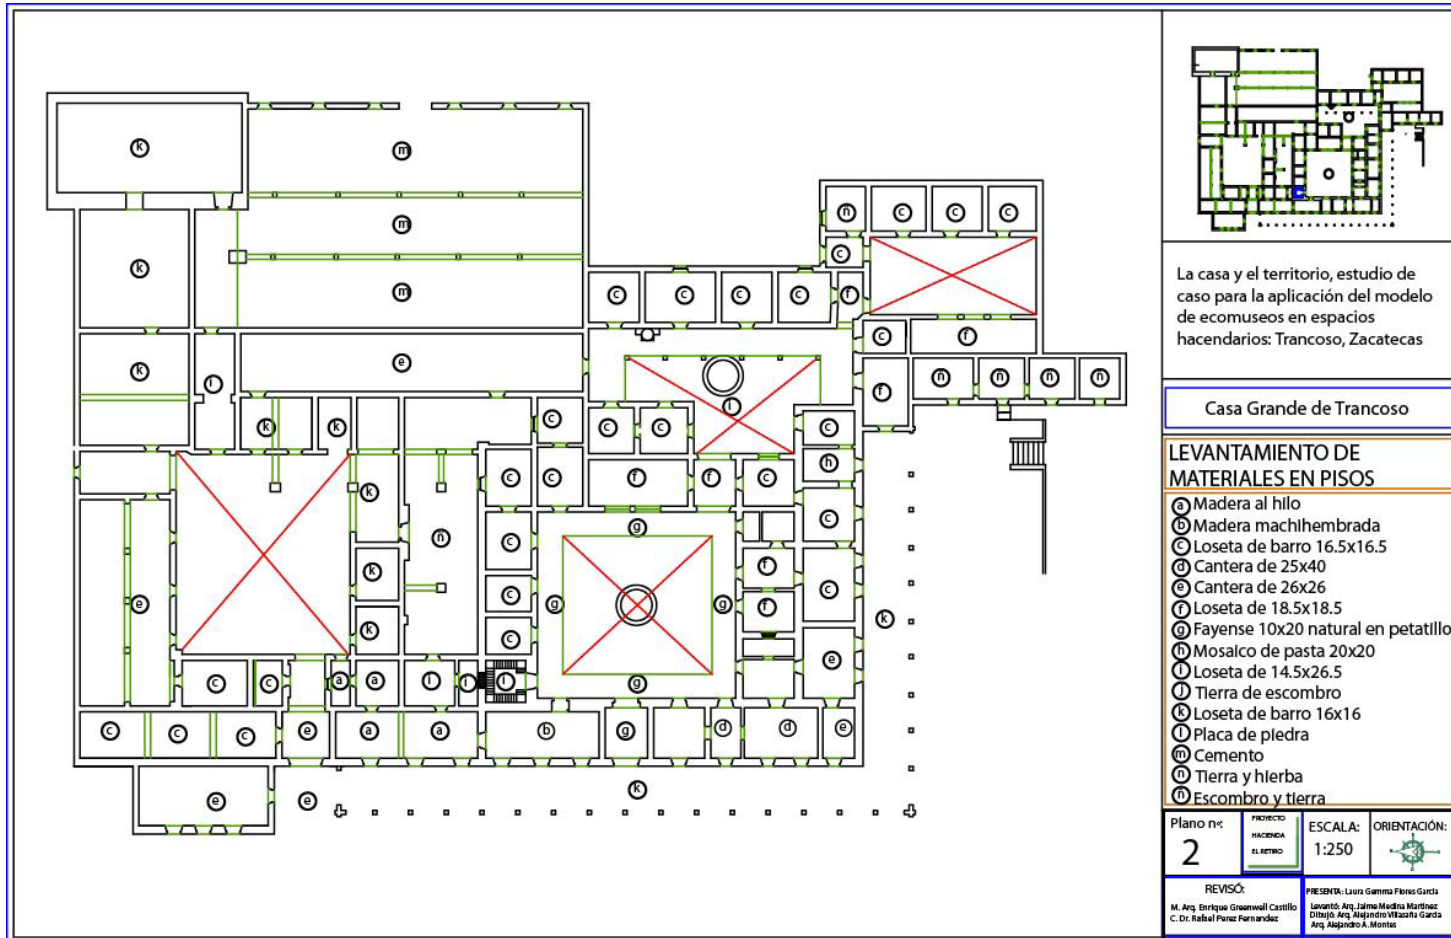 k
m
m
k
m
ñ
c
c
c
c
c
c
c
c
f
k
l
e
c
f
ñ
ñ
ñ
ñ
f
i
k
k
c
c
c
c
h
k
c
c
f
f
c
g
c
ñ
c
k
f
c
e
k
c
g
g
f
k
c
e
c
c
a
a
i
i
i
g
c
c
c
e
a
a
b
g
d
d
e
e
e
k
La casa y el territorio, estudio de
caso para la aplicación del modelo
de ecomuseos en espacios
hacendarios: Trancoso, Zacatecas
Casa Grande de Trancoso
LEVANTAMIENTO DE
MATERIALES EN PISOS
a Madera al hilo
b Madera machihembrada
c Loseta de barro 16.5x16.5
d Cantera de 25x40
e Cantera de 26x26
f Loseta de 18.5x18.5
g Fayense 10x20 natural en petatillo
h Mosaico de pasta 20x20
i Loseta de 14.5x26.5
J Tierra de escombro
k Loseta de barro 16x16
l Placa de piedra
m Cemento
n Tierra y hierba
ñ Escombro y tierra
Plano nº:
2
PROYECTO
HACIENDA
EL RETIRO
ESCALA:
1:250
ORIENTACIÓN:
REVISÓ:
M. Arq. Enrique Greenwell Castillo
C. Dr. Rafael Perez Fernandez
PRESENTA: Laura Gemma Flores García
Levantó: Arq. Jaime Medina Martínez
Dibujó: Arq. Alejandro Villasaña García
Arq. Alejandro A. Montes